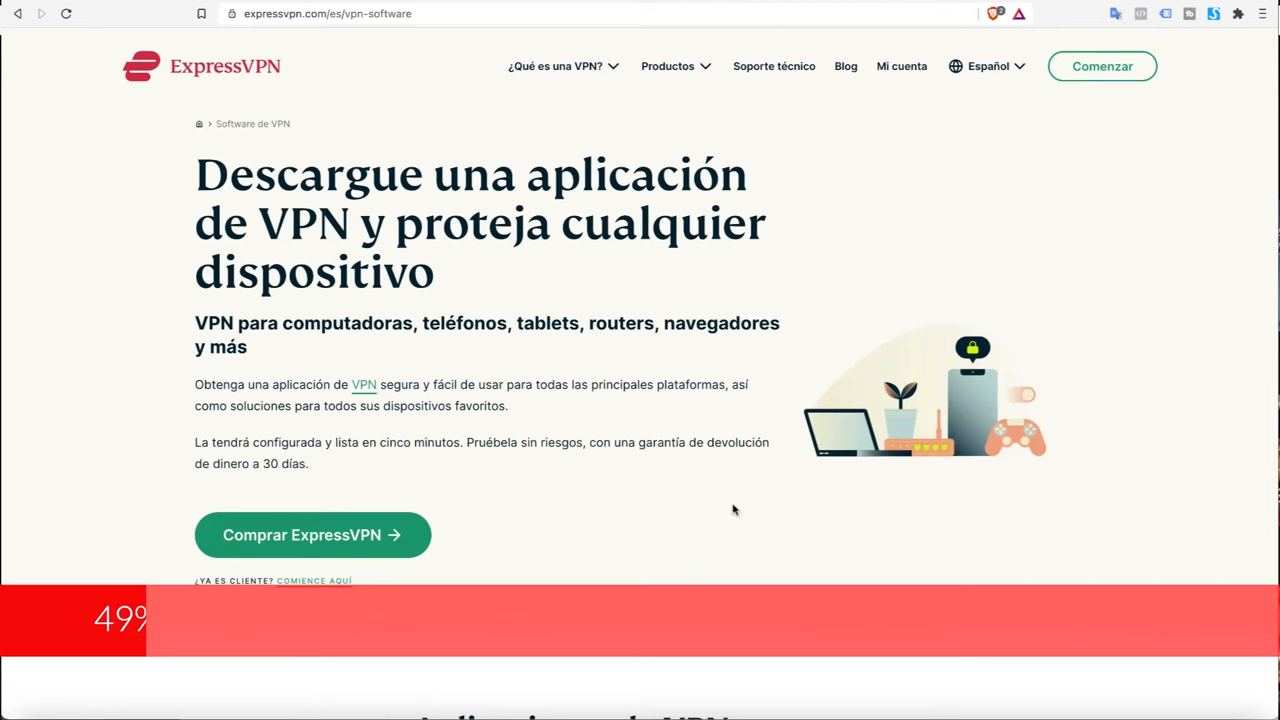 expressvpn.com/es/vpn-software
2
ExpressVPN
¿Qué es una VPN?
Productos
Soporte técnico
Blog
Mi cuenta
Español
Comenzar
> Software de VPN
Descargue una aplicación
de VPN y proteja cualquier
dispositivo
VPN para computadoras, teléfonos, tablets, routers, navegadores
y más
Obtenga una aplicación de VPN segura y fácil de usar para todas las principales plataformas, así
como soluciones para todos sus dispositivos favoritos.
La tendrá configurada y lista en cinco minutos. Pruébela sin riesgos, con una garantía de devolución
de dinero a 30 días.
Comprar ExpressVPN →
¿YA ES CLIENTE? COMIENCE AQUÍ
49%